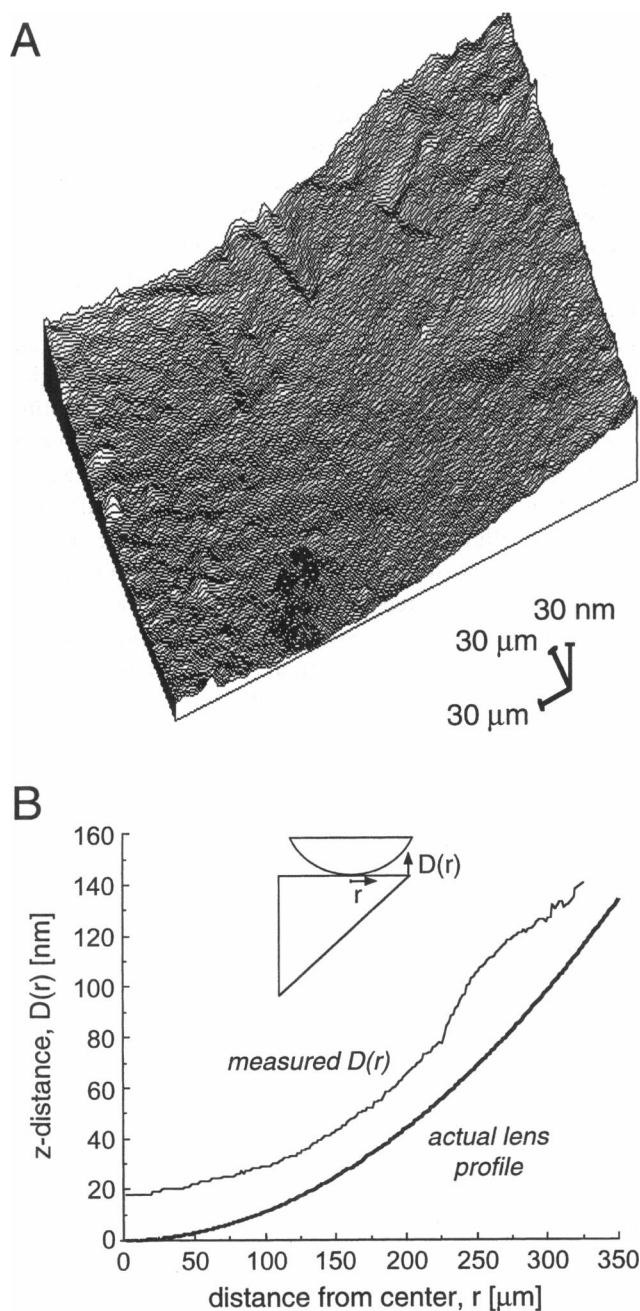 A
30 nm
30 μm
30 μm
B
160
140
120
100
80
60
40
20
0
z-distance, D(r) [nm]
D(r)
r
measured D(r)
actual lens
profile
0 50 100 150 200 250 300 350
distance from center, r [μm]